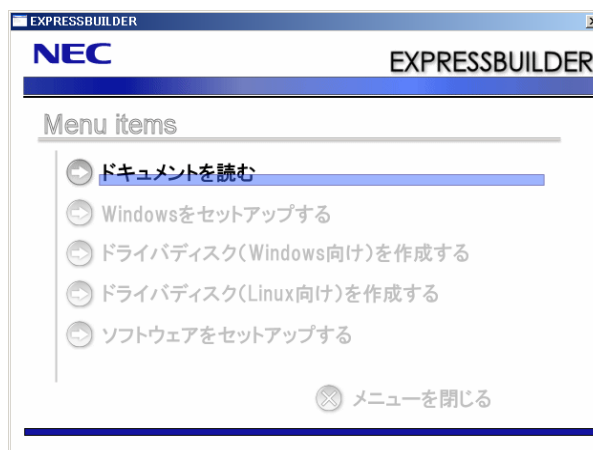 EXPRESSBUILDER
NEC
EXPRESSBUILDER
Menu items
ドキュメントを読む
Windowsをセットアップする
ドライバディスク(Windows向け)を作成する
ドライバディスク(Linux向け)を作成する
ソフトウェアをセットアップする
メニューを閉じる